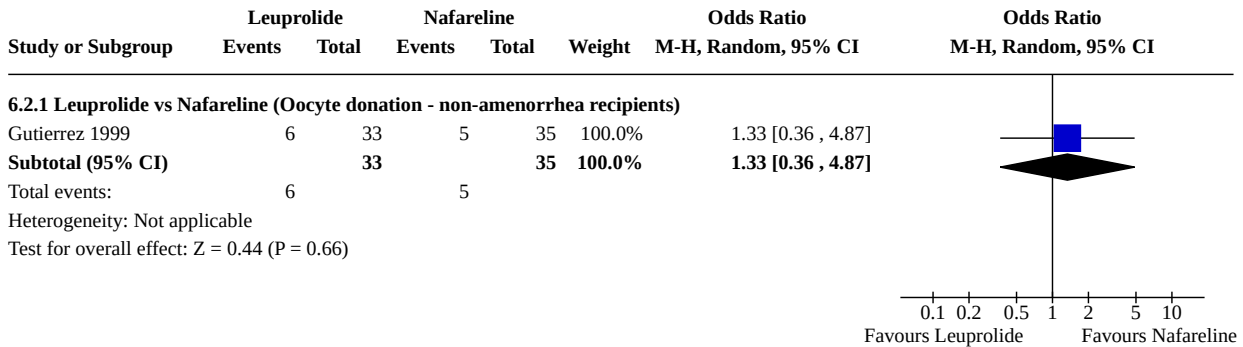 Leuprolide Nafareline Odds Ratio Odds Ratio
Study or Subgroup Events Total Events Total Weight M-H, Random, 95% CI M-H, Random, 95% CI
6.2.1 Leuprolide vs Nafareline (Oocyte donation - non-amenorrhea recipients)
Gutierrez 1999 6 33 5 35 100.0% 1.33 [0.36 , 4.87]
Subtotal (95% CI) 33 35 100.0% 1.33 [0.36 , 4.87]
Total events: 6 5
Heterogeneity: Not applicable
Test for overall effect: Z = 0.44 (P = 0.66)
0.1 0.2 0.5 1 2 5 10
Favours Leuprolide Favours Nafareline